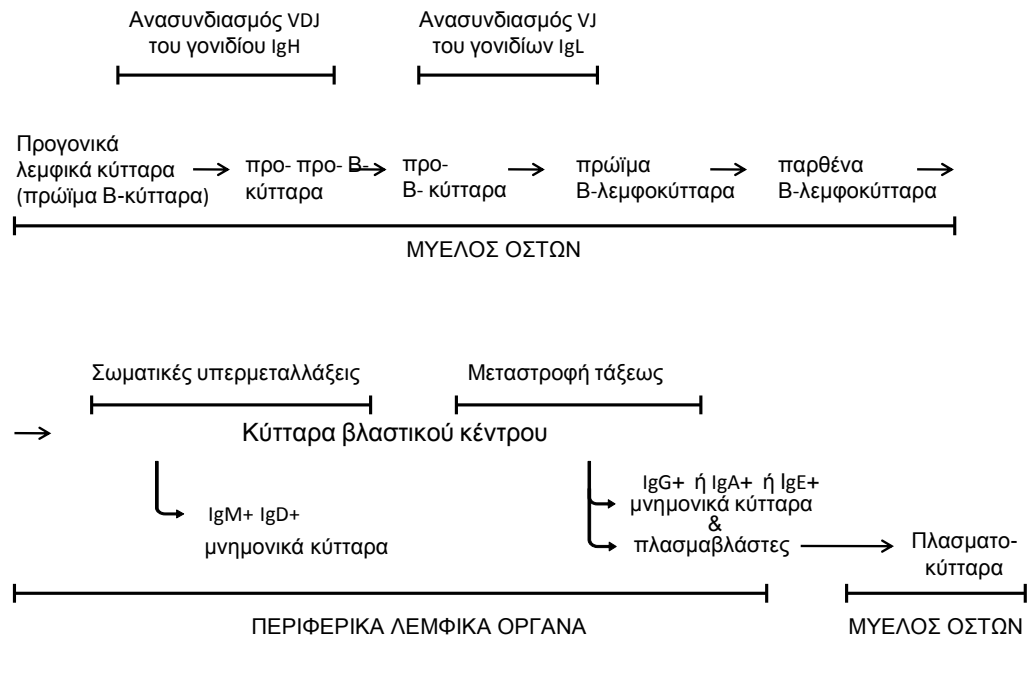 Ανασυνδιασμός VDJ
του γονιδίου IgH
Ανασυνδιασμός VJ
του γονιδίων IgL
Προγονικά
λεμφικά κύτταρα
(πρώϊμα Β-κύτταρα)
προ- προ- Β-
κύτταρα
προ-
Β- κύτταρα
πρώϊμα
Β-λεμφοκύτταρα
παρθένα
Β-λεμφοκύτταρα
ΜΥΕΛΟΣ ΟΣΤΩΝ
Σωματικές υπερμεταλλάξεις
Μεταστροφή τάξεως
Κύτταρα βλαστικού κέντρου
IgM+ IgD+
μνημονικά κύτταρα
IgG+ ή IgA+ ή IgE+
μνημονικά κύτταρα
&
πλασμαβλάστες
Πλασματο-
κύτταρα
ΠΕΡΙΦΕΡΙΚΑ ΛΕΜΦΙΚΑ ΟΡΓΑΝΑ
ΜΥΕΛΟΣ ΟΣΤΩΝ